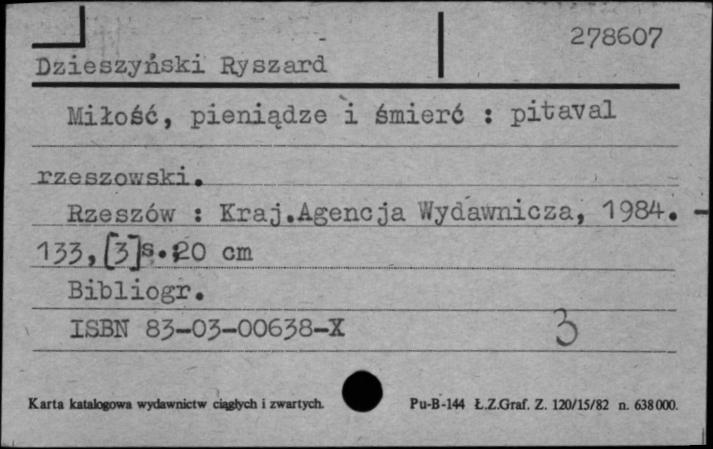 278607
Dzieszyński Ryszard
Miłość, pieniądze i śmierć : pitaval
rzeszowski.
Rzeszów : Kraj.Agencja Wydawnicza, 1984. -
133,[3]s. 20 cm
Bibliogr.
ISBN 83-03-00638-X
3
Karta katalogowa wydawnictw ciągłych i zwartych. Pu-B-144 Ł.Z.Graf. Z. 120/15/82 n. 638000.